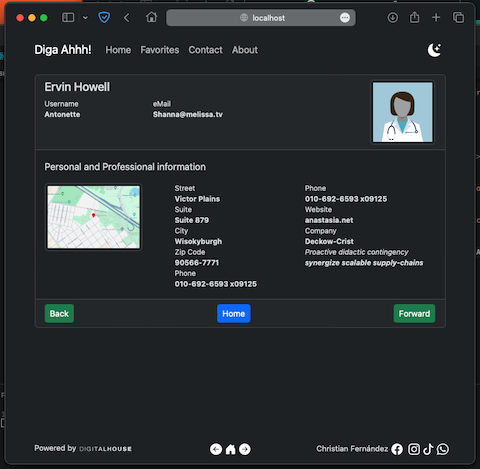 localhost
Diga Ahhh! Home Favorites Contact About
Ervin Howell
Username eMail
Antonette Shanna@melissa.tv
Personal and Professional information
Street
Victor Plains
Suite
Suite 879
City
Wisokyburgh
Zip Code
90566-7771
Phone
010-692-6593 x09125
Phone
010-692-6593 x09125
Website
anastasia.net
Company
Deckow-Crist
Proactive didactic contingency
synergize scalable supply-chains
Back Home Forward
Powered by DIGITALHOUSE Christian Fernández